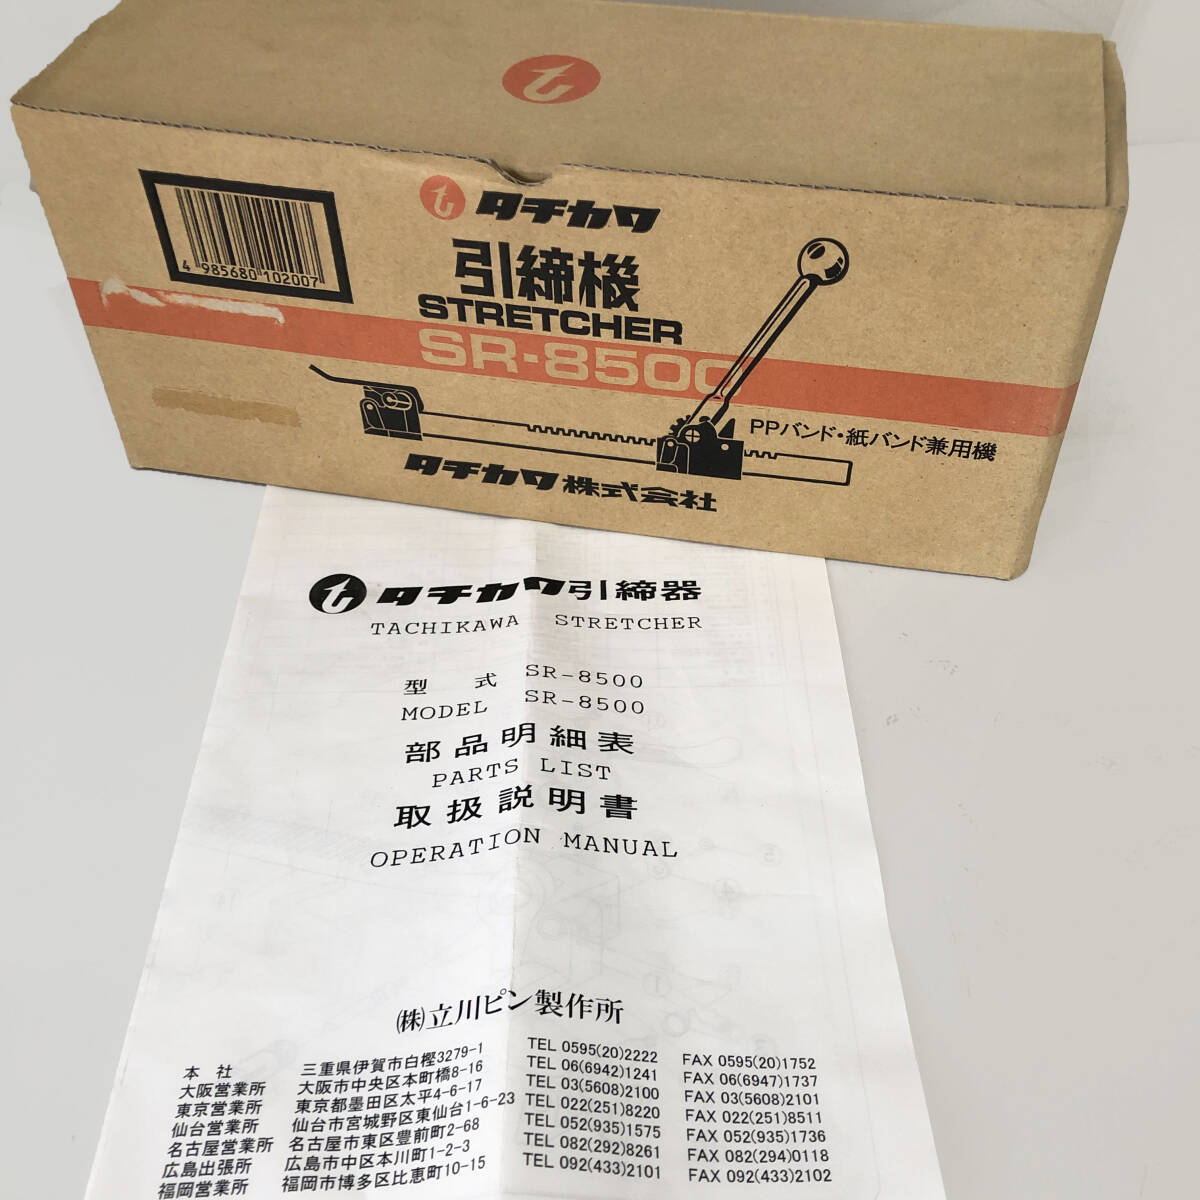 タチカワ
引締機
STRETCHER
SR-8500
4 985680 102007
PPバンド・紙バンド兼用機
タチカワ株式会社
タチカワ引締器
TACHIKAWA STRETCHER
型 式 SR-8500
MODEL SR-8500
部品明細表
PARTS LIST
取扱説明書
OPERATION MANUAL
㈱立川ピン製作所
本 社 三重県伊賀市白樫3279-1 TEL 0595(20)2222 FAX 0595(20)1752
大阪営業所 大阪市中央区本町橋8-16 TEL 06(6942)1241 FAX 06(6947)1737
東京営業所 東京都墨田区太平4-6-17 TEL 03(5608)2100 FAX 03(5608)2101
仙台営業所 仙台市宮城野区東仙台1-6-23 TEL 022(251)8220 FAX 022(251)8511
名古屋営業所 名古屋市東区豊前町2-68 TEL 052(935)1575 FAX 052(935)1736
広島出張所 広島市中区本川町1-2-3 TEL 082(292)8261 FAX 082(294)0118
福岡営業所 福岡市博多区比恵町10-15 TEL 092(433)2101 FAX 092(433)2102